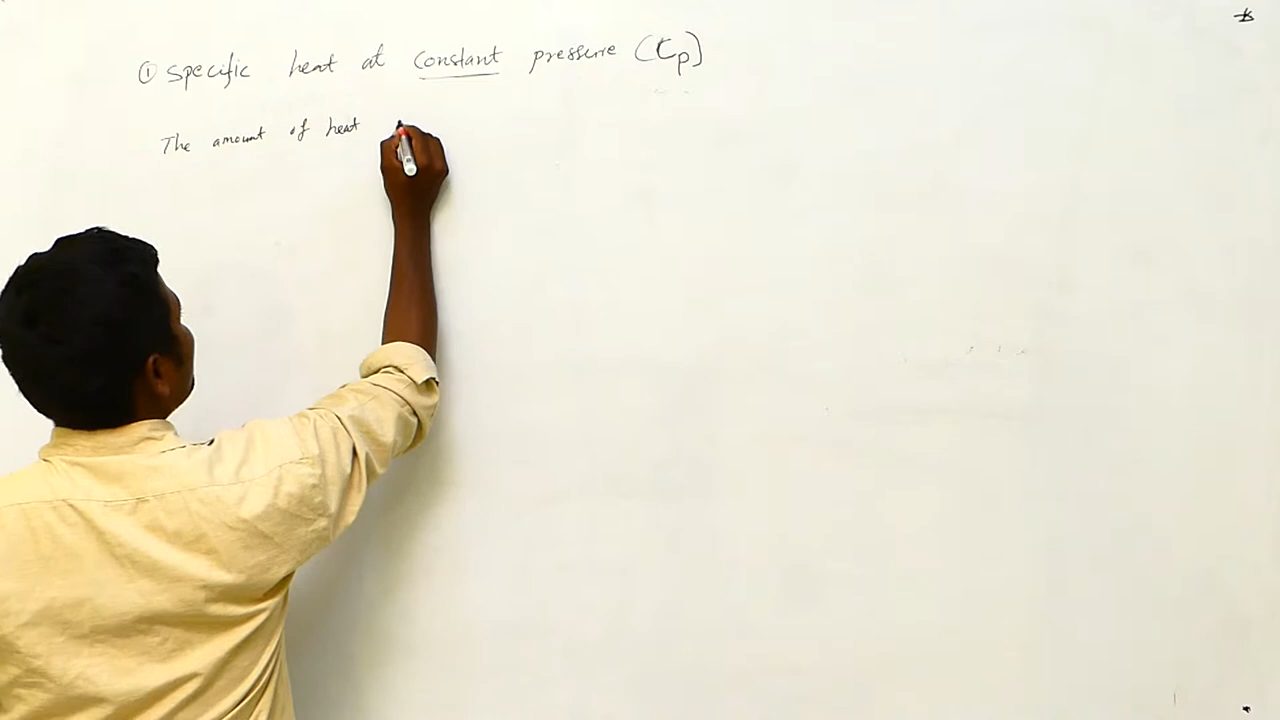 ① Specific heat at constant pressure (Cp)
The amount of heat